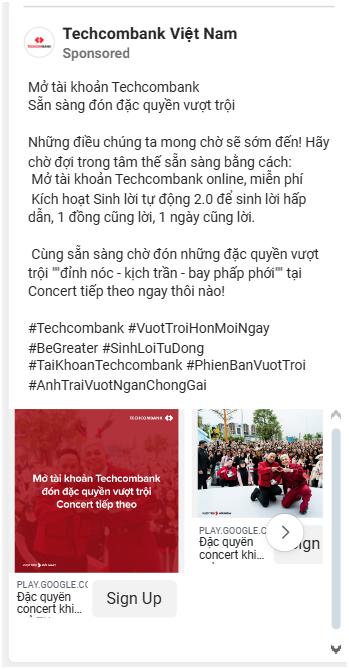 Techcombank Việt Nam
Sponsored
Mở tài khoản Techcombank
Sẵn sàng đón đặc quyền vượt trội
Những điều chúng ta mong chờ sẽ sớm đến! Hãy
chờ đợi trong tâm thế sẵn sàng bằng cách:
Mở tài khoản Techcombank online, miễn phí
Kích hoạt Sinh lời tự động 2.0 để sinh lời hấp
dẫn, 1 đồng cũng lời, 1 ngày cũng lời.
Cùng sẵn sàng chờ đón những đặc quyền vượt
trội ""đỉnh nóc - kịch trần - bay phấp phới"" tại
Concert tiếp theo ngay thôi nào!
#Techcombank #VuotTroiHonMoiNgay
#BeGreater #SinhLoiTuDong
#TaiKhoanTechcombank #PhienBanVuotTroi
#AnhTraiVuotNganChongGai
TECHCOMBANK
Mở tài khoản Techcombank
đón đặc quyền vượt trội
Concert tiếp theo
PLAY.GOOGLE.CO
Đặc quyền
concert khi...
Sign Up
PLAY.GOOGLE.CO
Đặc quyền
concert khi...
ign